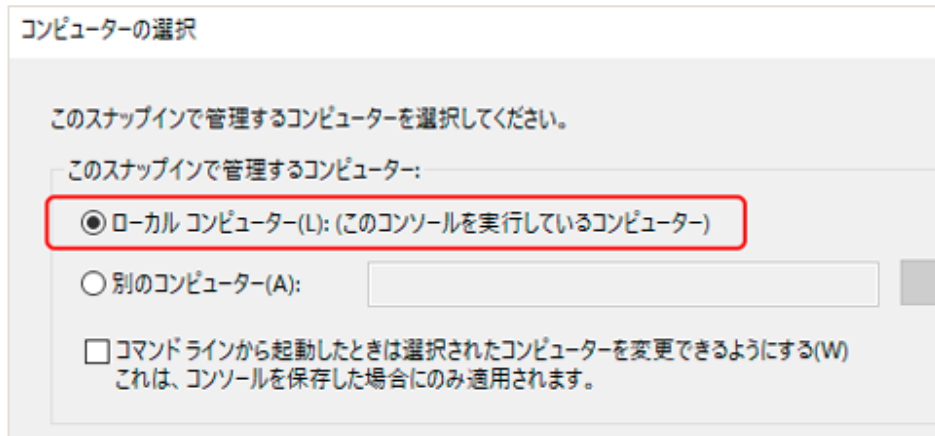 コンピューターの選択
このスナップインで管理するコンピューターを選択してください。
このスナップインで管理するコンピューター:
ローカル コンピューター(L): (このコンソールを実行しているコンピューター)
別のコンピューター(A):
コマンド ラインから起動したときは選択されたコンピューターを変更できるようにする(W)
これは、コンソールを保存した場合にのみ適用されます。